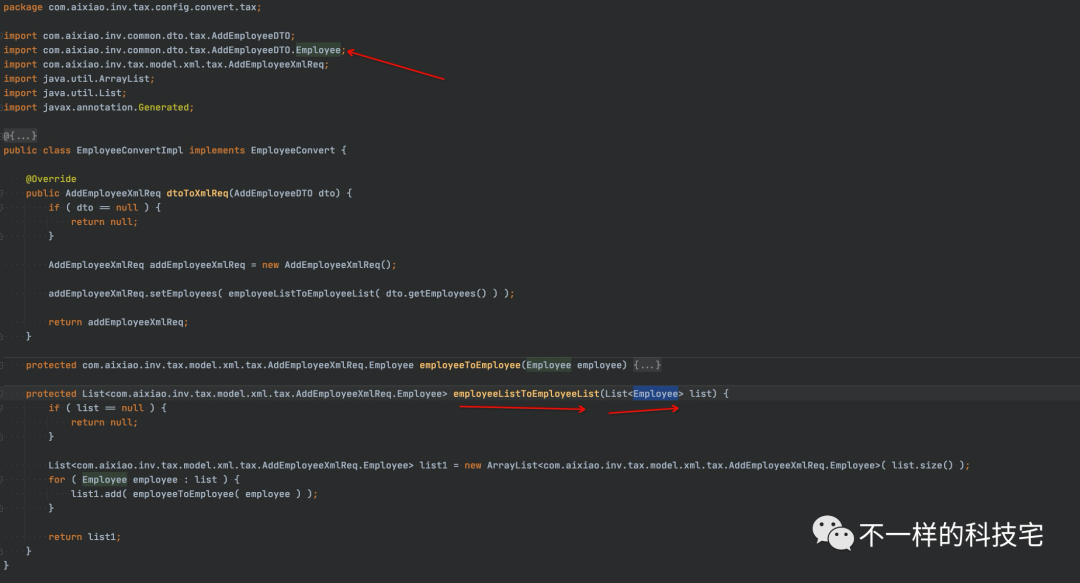 package com.aixiao.inv.tax.config.convert.tax;
import com.aixiao.inv.common.dto.tax.AddEmployeeDTO;
import com.aixiao.inv.common.dto.tax.AddEmployeeDTO.Employee;
import com.aixiao.inv.tax.model.xml.tax.AddEmployeeXmlReq;
import java.util.ArrayList;
import java.util.List;
import javax.annotation.Generated;
@{...}
public class EmployeeConvertImpl implements EmployeeConvert {
@Override
public AddEmployeeXmlReq dtoToXmlReq(AddEmployeeDTO dto) {
if ( dto == null ) {
return null;
}
AddEmployeeXmlReq addEmployeeXmlReq = new AddEmployeeXmlReq();
addEmployeeXmlReq.setEmployees( employeeListToEmployeeList( dto.getEmployees() ) );
return addEmployeeXmlReq;
}
protected com.aixiao.inv.tax.model.xml.tax.AddEmployeeXmlReq.Employee employeeToEmployee(Employee employee) {...}
protected List<com.aixiao.inv.tax.model.xml.tax.AddEmployeeXmlReq.Employee> employeeListToEmployeeList(List<Employee> list) {
if ( list == null ) {
return null;
}
List<com.aixiao.inv.tax.model.xml.tax.AddEmployeeXmlReq.Employee> list1 = new ArrayList<com.aixiao.inv.tax.model.xml.tax.AddEmployeeXmlReq.Employee>( list.size() );
for ( Employee employee : list ) {
list1.add( employeeToEmployee( employee ) );
}
return list1;
}
}
不一样的科技宅